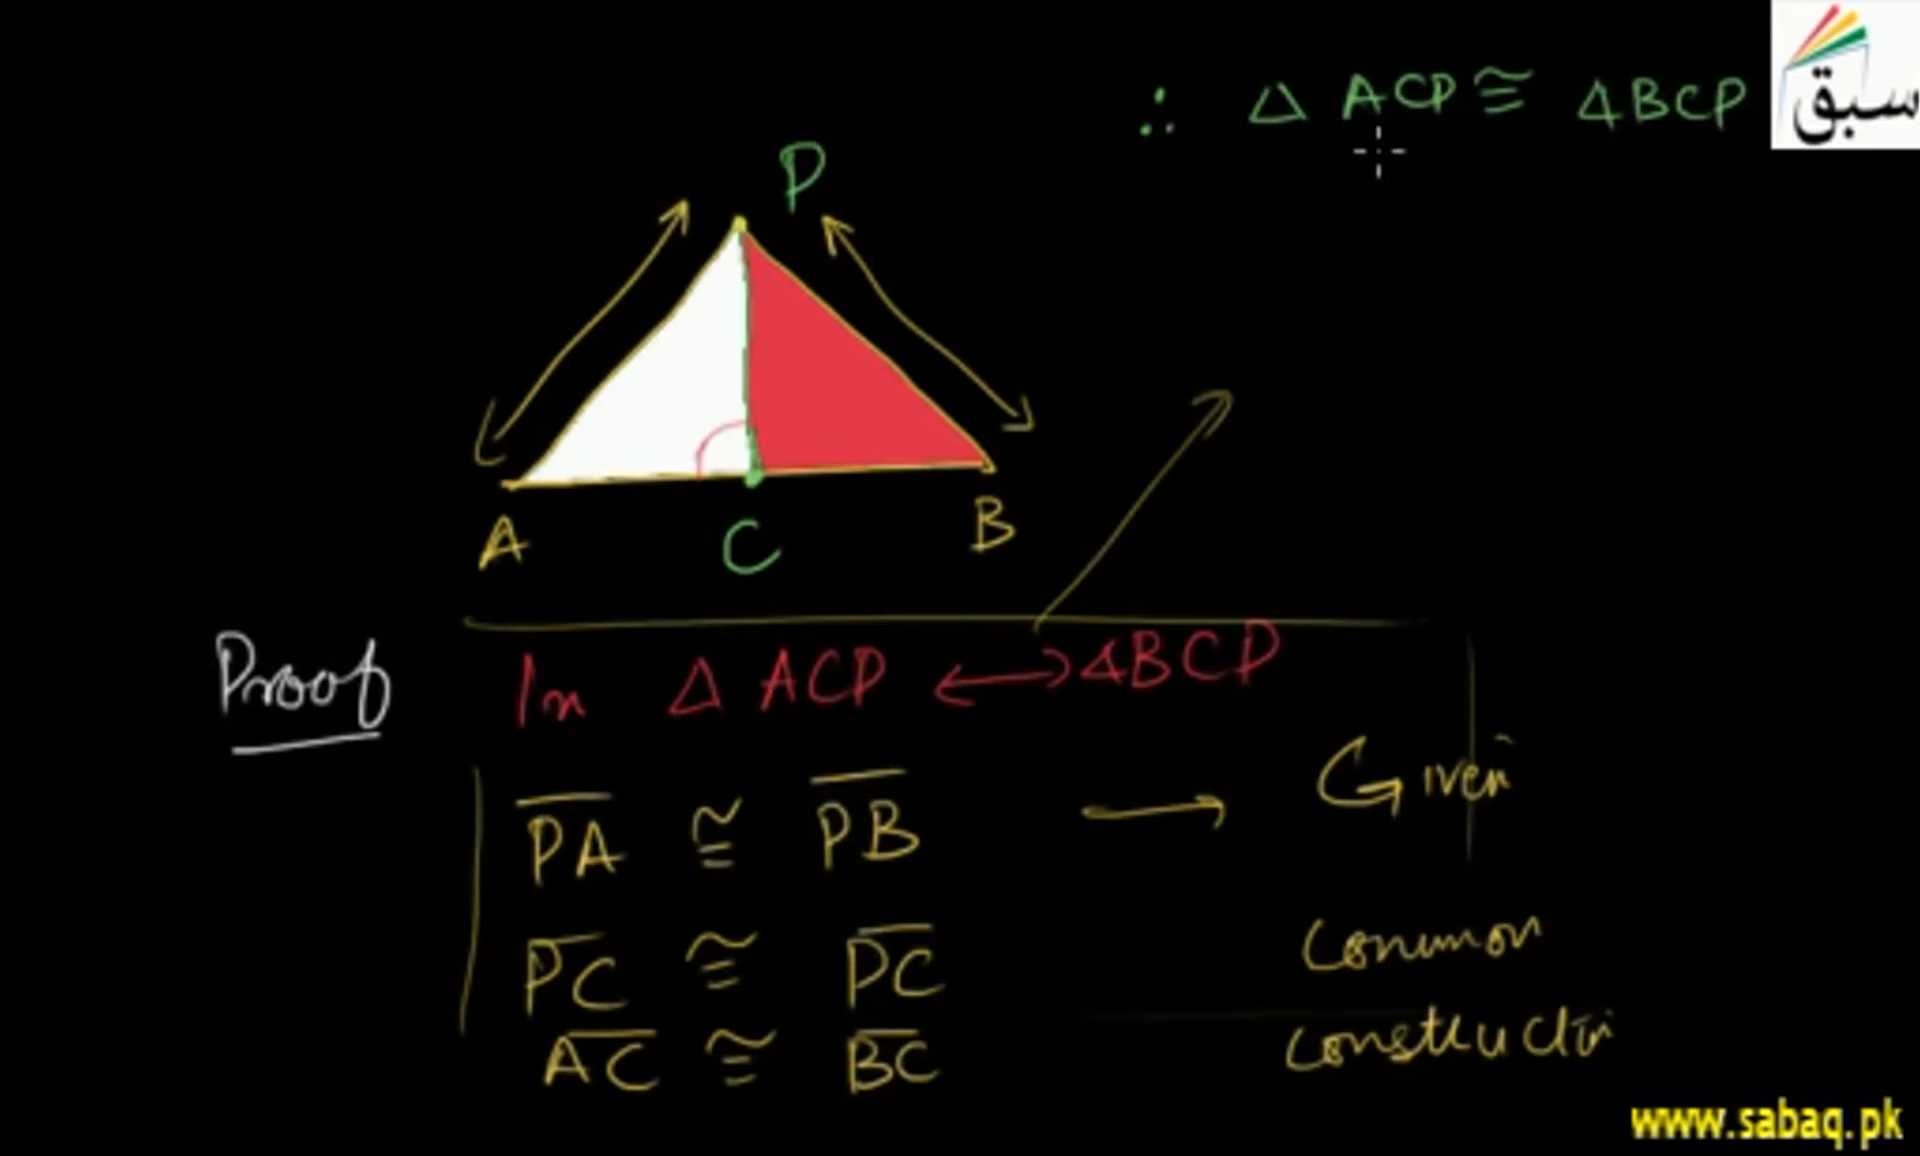 ∴ △ ACP ≅ △BCP
سبق
P
A C B
Proof
In △ ACP ↔ △BCP
PA ≅ PB → Given
PC ≅ PC Common
AC ≅ BC
www.sabaq.pk